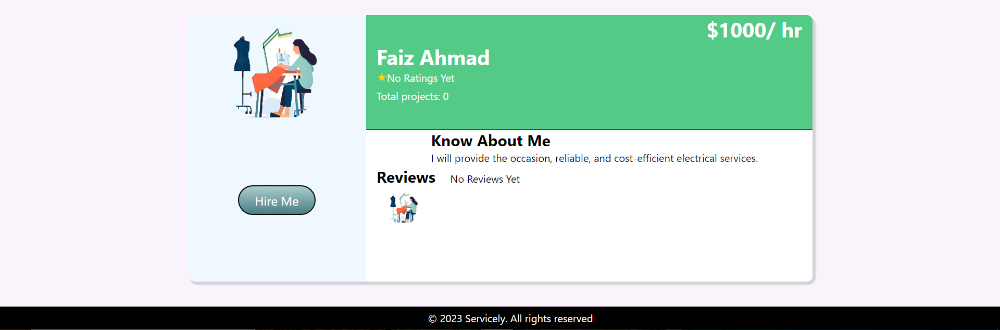 $1000/ hr
Faiz Ahmad
★No Ratings Yet
Total projects: 0
Know About Me
I will provide the occasion, reliable, and cost-efficient electrical services.
Reviews No Reviews Yet
Hire Me
© 2023 Servicely. All rights reserved